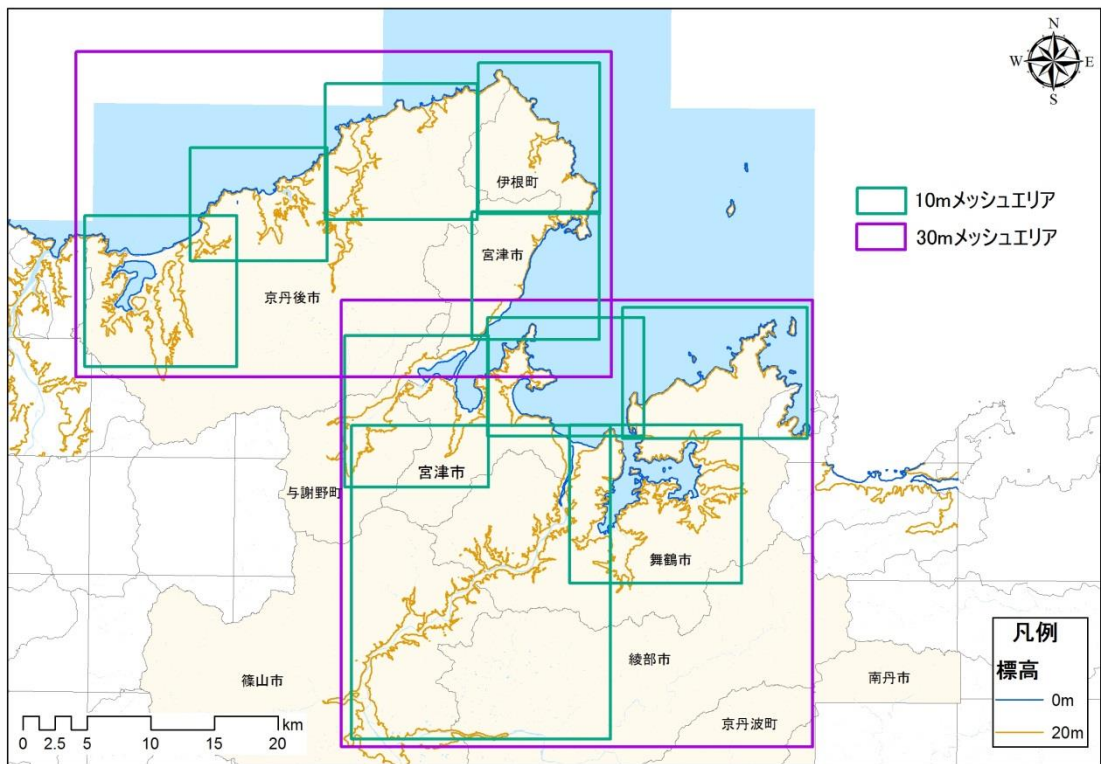 N
W E
S
伊根町
10mメッシュエリア
30mメッシュエリア
宮津市
京丹後市
宮津市
与謝野町
舞鶴市
綾部市
篠山市
南丹市
京丹波町
凡例
標高
0m
20m
km
0 2.5 5 10 15 20